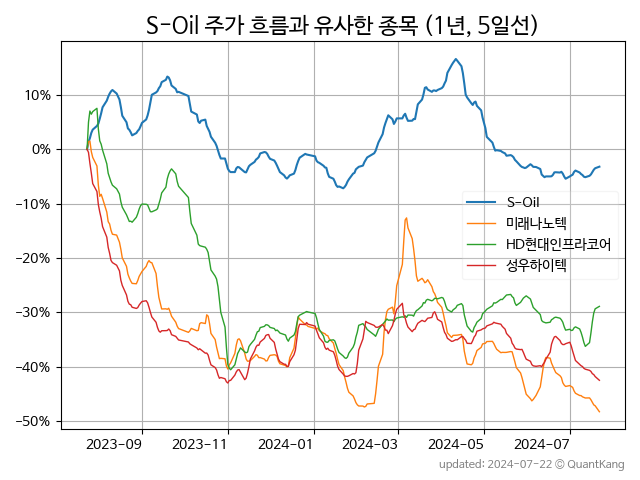 S-Oil 주가 흐름과 유사한 종목 (1년, 5일선)
10%
0%
-10%
-20%
-30%
-40%
-50%
S-Oil
미래나노텍
HD현대인프라코어
성우하이텍
2023-09 2023-11 2024-01 2024-03 2024-05 2024-07
updated: 2024-07-22 © QuantKang